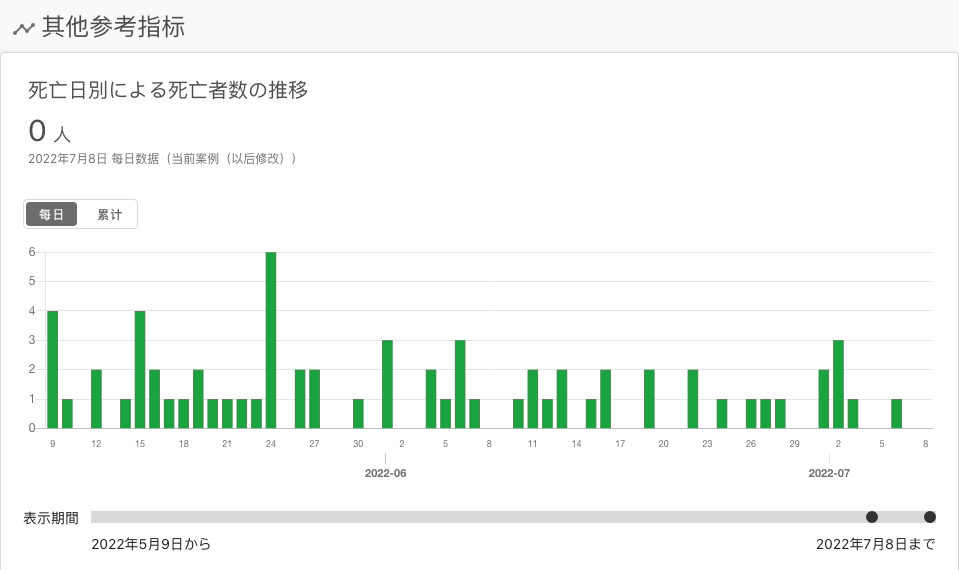 其他参考指标
死亡日別による死亡者数の推移
0 人
2022年7月8日 每日数据（当前案例（以后修改））
每日 累计
6
5
4
3
2
1
0
9 12 15 18 21 24 27 30 2 5 8 11 14 17 20 23 26 29 2 5 8
2022-06 2022-07
表示期間
2022年5月9日から 2022年7月8日まで